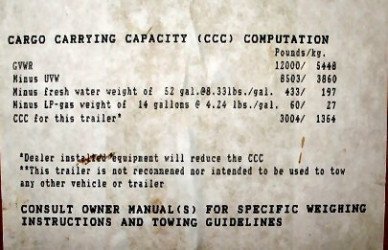 CARGO CARRYING CAPACITY (CCC) COMPUTATION
Pounds/kg.
GVWR 12000/ 5448
Minus UVW 8503/ 3860
Minus fresh water weight of 52 gal.@8.33lbs./gal. 433/ 197
Minus LP-gas weight of 14 gallons @ 4.24 lbs./gal. 60/ 27
CCC for this trailer* 3004/ 1364
*Dealer installed equipment will reduce the CCC
**This trailer is not recommened nor intended to be used to tow
any other vehicle or trailer
CONSULT OWNER MANUAL(S) FOR SPECIFIC WEIGHING
INSTRUCTIONS AND TOWING GUIDELINES